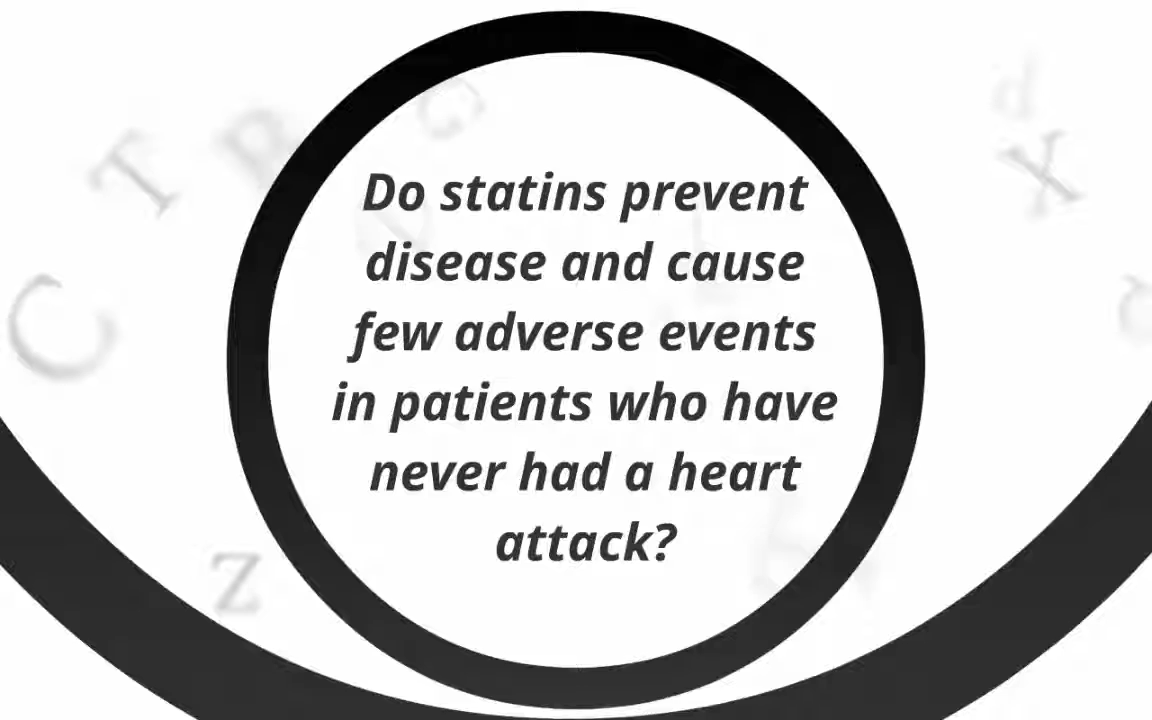 Do statins prevent
disease and cause
few adverse events
in patients who have
never had a heart
attack?